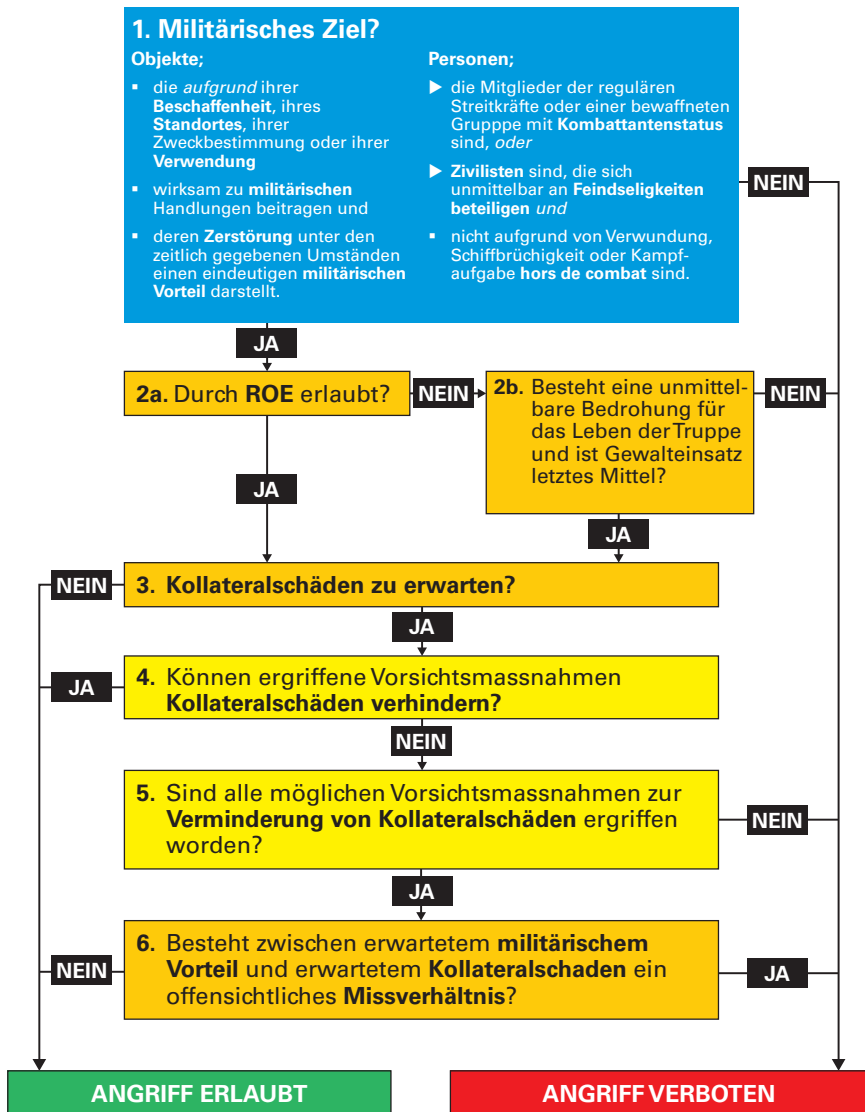 1. Militärisches Ziel?
Objekte;
▪ die aufgrund ihrer
Beschaffenheit, ihres
Standortes, ihrer
Zweckbestimmung oder ihrer
Verwendung
▪ wirksam zu militärischen
Handlungen beitragen und
▪ deren Zerstörung unter den
zeitlich gegebenen Umständen
einen eindeutigen militärischen
Vorteil darstellt.
Personen;
▶ die Mitglieder der regulären
Streitkräfte oder einer bewaffneten
Grupppe mit Kombattantenstatus
sind, oder
▶ Zivilisten sind, die sich
unmittelbar an Feindseligkeiten
beteiligen und
▪ nicht aufgrund von Verwundung,
Schiffbrüchigkeit oder Kampf-
aufgabe hors de combat sind.
NEIN
JA
2a. Durch ROE erlaubt?
NEIN
2b. Besteht eine unmittel-
bare Bedrohung für
das Leben der Truppe
und ist Gewalteinsatz
letztes Mittel?
NEIN
JA
JA
NEIN
3. Kollateralschäden zu erwarten?
JA
JA
4. Können ergriffene Vorsichtsmassnahmen
Kollateralschäden verhindern?
NEIN
5. Sind alle möglichen Vorsichtsmassnahmen zur
Verminderung von Kollateralschäden ergriffen
worden?
NEIN
JA
NEIN
6. Besteht zwischen erwartetem militärischem
Vorteil und erwartetem Kollateralschaden ein
offensichtliches Missverhältnis?
JA
ANGRIFF ERLAUBT
ANGRIFF VERBOTEN